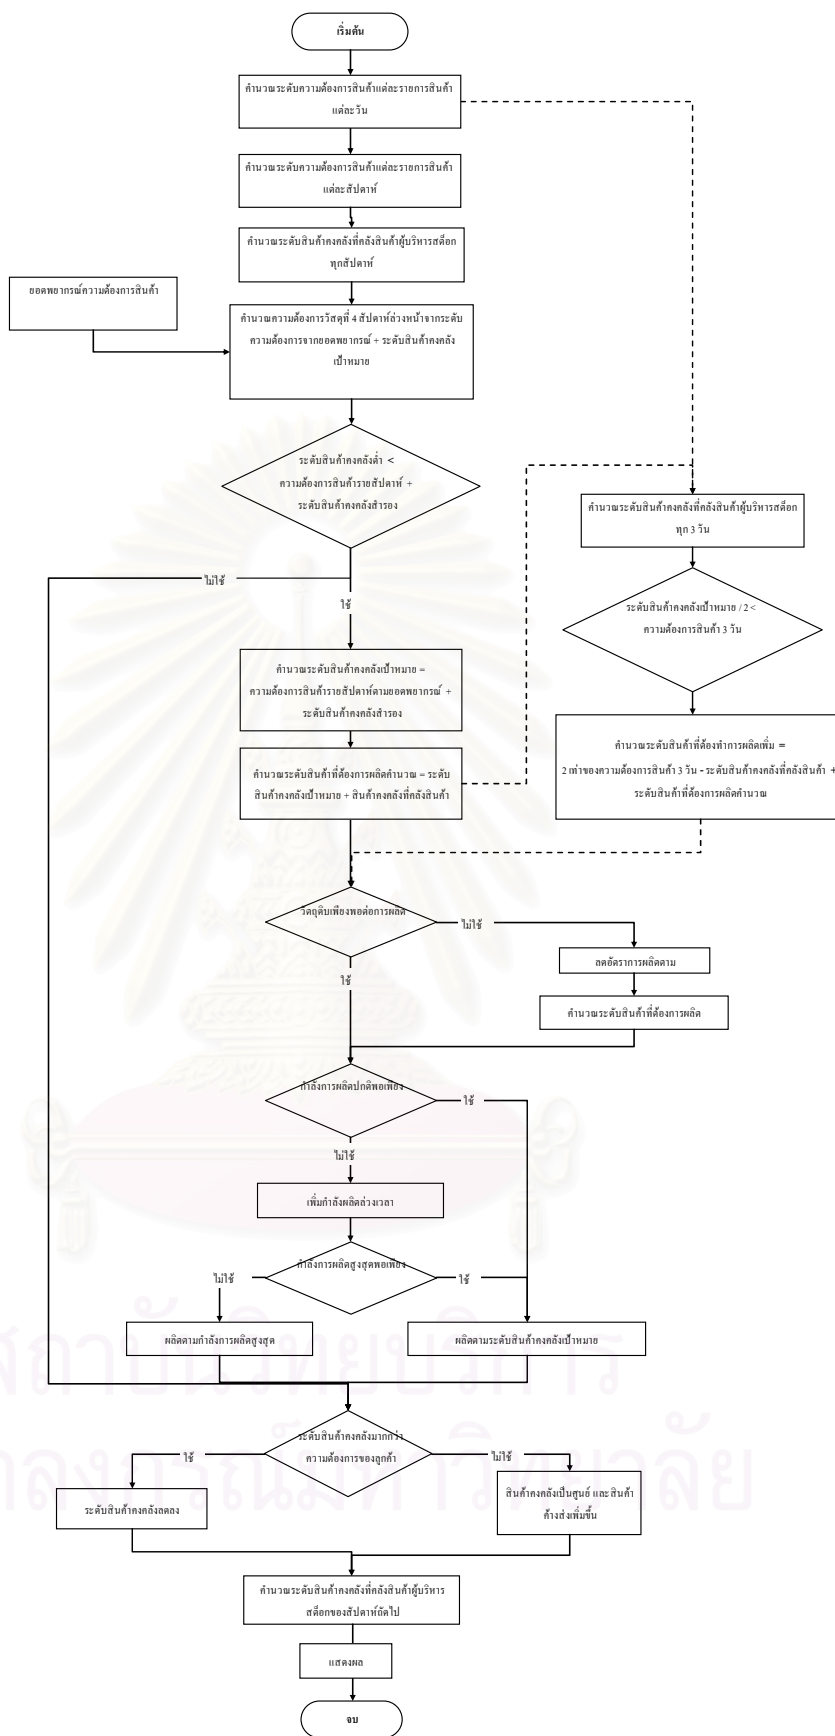 เริ่มต้น
คำนวณระดับความต้องการสินค้าแต่ละรายการสินค้า
แต่ละวัน
คำนวณระดับความต้องการสินค้าแต่ละรายการสินค้า
แต่ละสัปดาห์
คำนวณระดับสินค้าคงคลังที่คลังสินค้าผู้บริหารสต็อก
ทุกสัปดาห์
ยอดพยากรณ์ความต้องการสินค้า
คำนวณความต้องการวัสดุที่ 4 สัปดาห์ล่วงหน้าจากระดับ
ความต้องการจากยอดพยากรณ์ + ระดับสินค้าคงคลัง
เป้าหมาย
ระดับสินค้าคงคลังต่ำ <
ความต้องการสินค้ารายสัปดาห์ +
ระดับสินค้าคงคลังสำรอง
คำนวณระดับสินค้าคงคลังที่คลังสินค้าผู้บริหารสต็อก
ทุก 3 วัน
ไม่ใช้
ใช้
ระดับสินค้าคงคลังเป้าหมาย / 2 <
ความต้องการสินค้า 3 วัน
คำนวณระดับสินค้าคงคลังเป้าหมาย =
ความต้องการสินค้ารายสัปดาห์ตามยอดพยากรณ์ +
ระดับสินค้าคงคลังสำรอง
คำนวณระดับสินค้าที่ต้องการผลิตคำนวณ = ระดับ
สินค้าคงคลังเป้าหมาย + สินค้าคงคลังที่คลังสินค้า
คำนวณระดับสินค้าที่ต้องทำการผลิตเพิ่ม =
2 เท่าของความต้องการสินค้า 3 วัน - ระดับสินค้าคงคลังที่คลังสินค้า +
ระดับสินค้าที่ต้องการผลิตคำนวณ
วัตถุดิบเพียงพอต่อการผลิต
ไม่ใช้
ใช้
ลดอัตราการผลิตตาม
คำนวณระดับสินค้าที่ต้องการผลิต
กำลังการผลิตปกติพอเพียง
ใช้
ไม่ใช้
เพิ่มกำลังผลิตล่วงเวลา
กำลังการผลิตสูงสุดพอเพียง
ไม่ใช้
ใช้
ผลิตตามกำลังการผลิตสูงสุด
ผลิตตามระดับสินค้าคงคลังเป้าหมาย
ระดับสินค้าคงคลังมากกว่า
ความต้องการของลูกค้า
ใช้
ไม่ใช้
ระดับสินค้าคงคลังลดลง
สินค้าคงคลังเป็นศูนย์ และสินค้า
ค้างส่งเพิ่มขึ้น
คำนวณระดับสินค้าคงคลังที่คลังสินค้าผู้บริหาร
สต็อกของสัปดาห์ถัดไป
แสดงผล
จบ
สถาบันวิทยบริการ
จุฬาลงกรณ์มหาวิทยาลัย